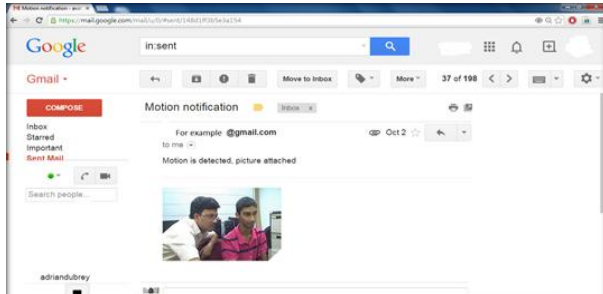 Motion notification -
https://mail.google.com/mail/u/0/#sent/148d1ff3b5e3a154
Google
in:sent
Gmail
Move to Inbox
More
37 of 198
COMPOSE
Motion notification
Inbox x
Inbox
Starred
Important
Sent Mail
For example @gmail.com
Oct 2
to me
Motion is detected, picture attached
Search people...
adriandubrey